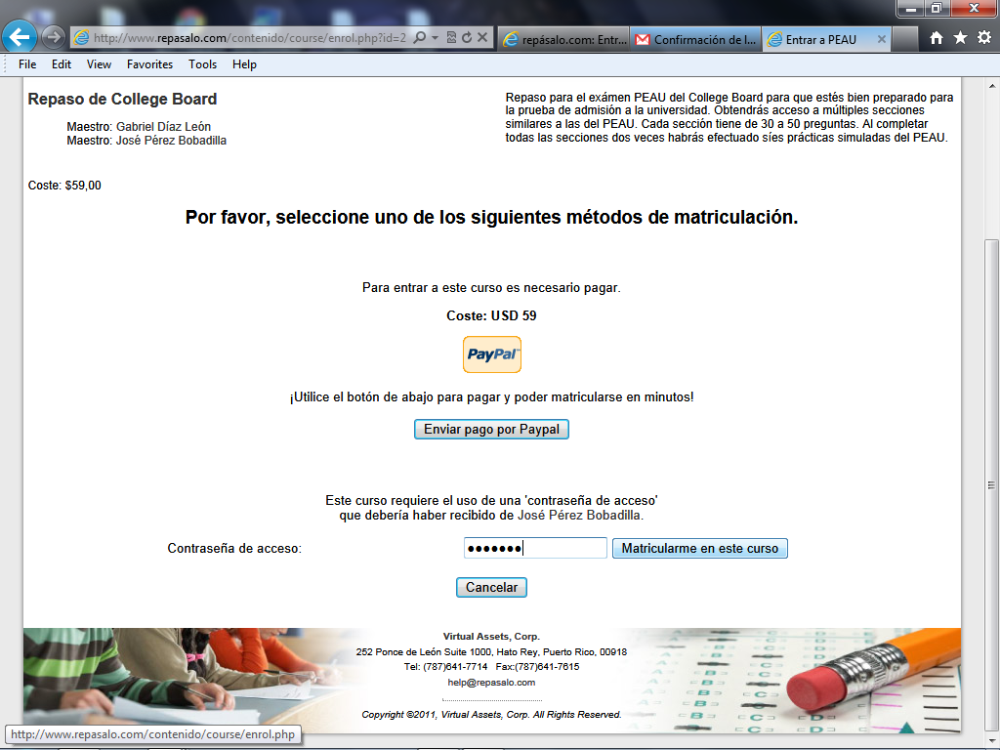 http://www.repasalo.com/contenido/course/enrol.php?id=2
repásalo.com: Entr...
Confirmación de l...
Entrar a PEAU
File Edit View Favorites Tools Help
Repaso de College Board
Maestro: Gabriel Díaz León
Maestro: José Pérez Bobadilla
Repaso para el exámen PEAU del College Board para que estés bien preparado para
la prueba de admisión a la universidad. Obtendrás acceso a múltiples secciones
similares a las del PEAU. Cada sección tiene de 30 a 50 preguntas. Al completar
todas las secciones dos veces habrás efectuado síes prácticas simuladas del PEAU.
Coste: $59,00
Por favor, seleccione uno de los siguientes métodos de matriculación.
Para entrar a este curso es necesario pagar.
Coste: USD 59
PayPal
¡Utilice el botón de abajo para pagar y poder matricularse en minutos!
Enviar pago por Paypal
Este curso requiere el uso de una 'contraseña de acceso'
que debería haber recibido de José Pérez Bobadilla.
Contraseña de acceso: ●●●●●●● Matricularme en este curso
Cancelar
Virtual Assets, Corp.
252 Ponce de León Suite 1000, Hato Rey, Puerto Rico, 00918
Tel: (787)641-7714 Fax:(787)641-7615
help@repasalo.com
Copyright ©2011, Virtual Assets, Corp. All Rights Reserved.
http://www.repasalo.com/contenido/course/enrol.php